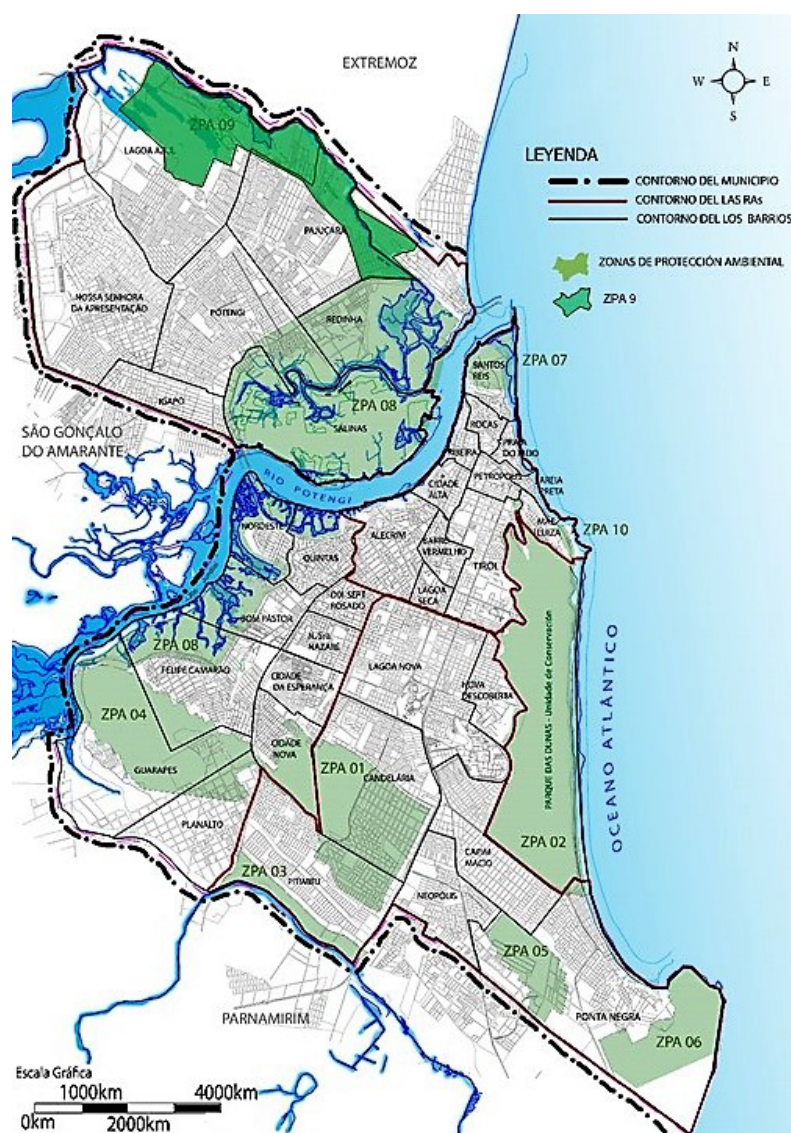 EXTREMOZ
N
W E
S
ZPA 09
LAGOA AZUL
LEYENDA
CONTORNO DEL MUNICIPIO
CONTORNO DEL LAS RAs
CONTORNO DEL LOS BARRIOS
PAJUÇARA
ZONAS DE PROTECCIÓN AMBIENTAL
ZPA 9
NOSSA SENHORA
DA APRESENTAÇÃO
POTENGI
REDINHA
ZPA 07
SANTOS
REIS
IGAPÓ
ZPA 08
SALINAS
ROCAS
SÃO GONÇALO
DO AMARANTE
RIBEIRA
PRAIA
DO MEIO
RIO POTENGI
PETRÓPOLIS
AREIA
PRETA
CIDADE
ALTA
NORDESTE
MÃE
LUIZA
ZPA 10
ALECRIM
BARRO
VERMELHO
QUINTAS
TIROL
DIX-SEPT
ROSADO
LAGOA
SECA
BOM PASTOR
N. Sra.
NAZARÉ
ZPA 08
FELIPE CAMARÃO
LAGOA NOVA
CIDADE
DA ESPERANÇA
NOVA
DESCOBERTA
PARQUE DAS DUNAS - Unidade de Conservación
OCEANO ATLÂNTICO
ZPA 04
CIDADE
NOVA
ZPA 01
GUARAPES
CANDELÁRIA
PLANALTO
ZPA 02
CAPIM
MACIO
ZPA 03
PITIMBU
NEÓPOLIS
ZPA 05
PARNAMIRIM
PONTA NEGRA
ZPA 06
Escala Gráfica
1000km 4000km
0km 2000km